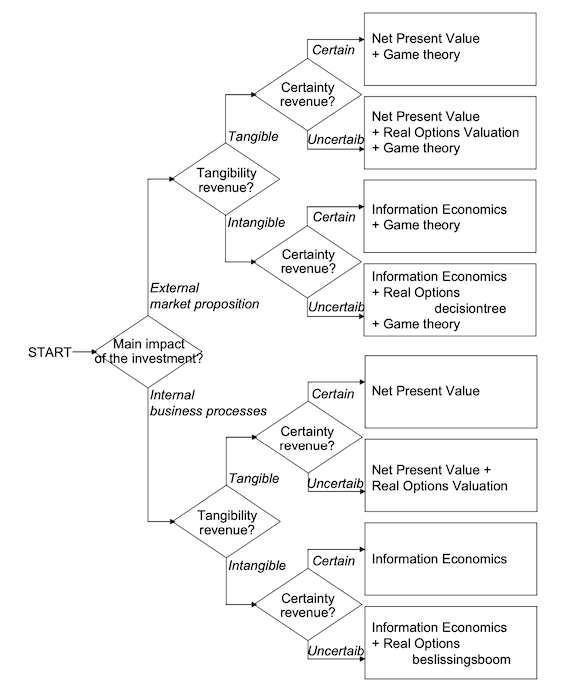 Certain
Net Present Value
+ Game theory
Certainty
revenue?
Uncertaib
Net Present Value
+ Real Options Valuation
+ Game theory
Tangible
Tangibility
revenue?
Intangible
Certain
Information Economics
+ Game theory
Certainty
revenue?
Uncertaib
Information Economics
+ Real Options
decisiontree
+ Game theory
External
market proposition
START
Main impact
of the investment?
Internal
business processes
Certain
Net Present Value
Certainty
revenue?
Uncertaib
Net Present Value +
Real Options Valuation
Tangible
Tangibility
revenue?
Intangible
Certain
Information Economics
Certainty
revenue?
Uncertaib
Information Economics
+ Real Options
beslissingsboom